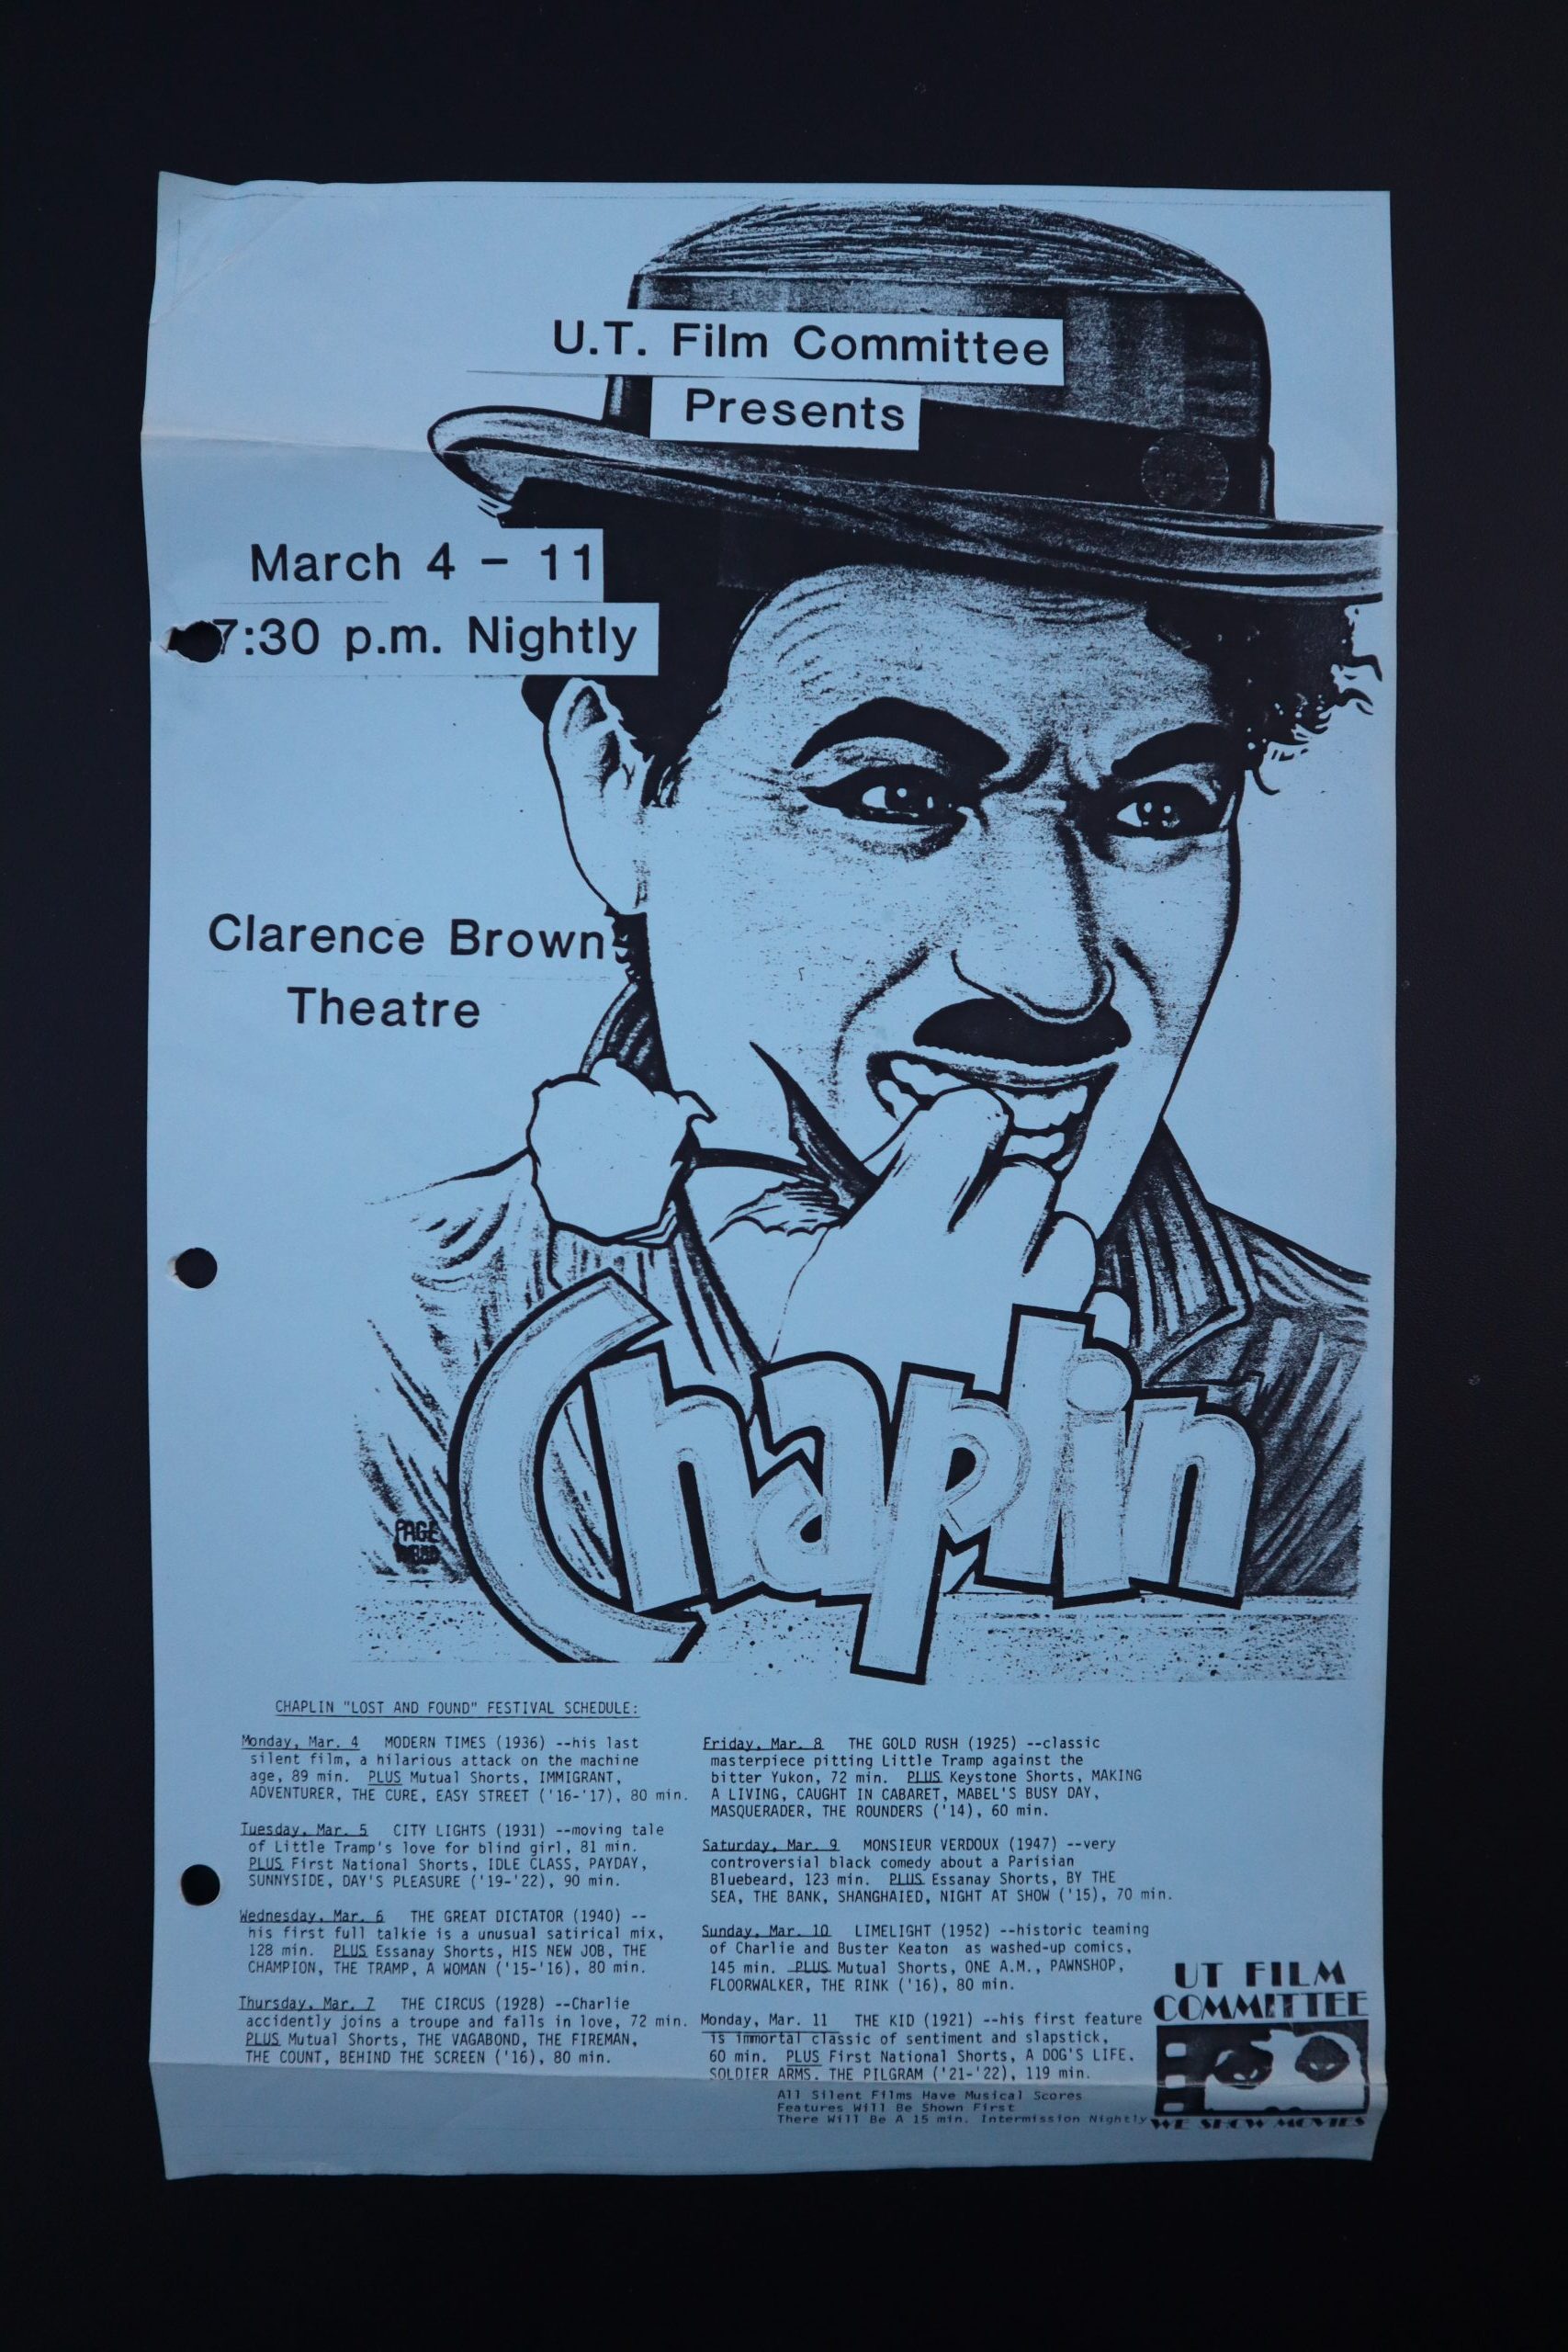 U.T. Film Committee
Presents
March 4 - 11
7:30 p.m. Nightly
Clarence Brown
Theatre
Chaplin
PAGE
CHAPLIN "LOST AND FOUND" FESTIVAL SCHEDULE:
Monday, Mar. 4 MODERN TIMES (1936) --his last
silent film, a hilarious attack on the machine
age, 89 min. PLUS Mutual Shorts, IMMIGRANT,
ADVENTURER, THE CURE, EASY STREET ('16-'17), 80 min.
Tuesday, Mar. 5 CITY LIGHTS (1931) --moving tale
of Little Tramp's love for blind girl, 81 min.
PLUS First National Shorts, IDLE CLASS, PAYDAY,
SUNNYSIDE, DAY'S PLEASURE ('19-'22), 90 min.
Wednesday, Mar. 6 THE GREAT DICTATOR (1940) --
his first full talkie is a unusual satirical mix,
128 min. PLUS Essanay Shorts, HIS NEW JOB, THE
CHAMPION, THE TRAMP, A WOMAN ('15-'16), 80 min.
Thursday, Mar. 7 THE CIRCUS (1928) --Charlie
accidently joins a troupe and falls in love, 72 min.
PLUS Mutual Shorts, THE VAGABOND, THE FIREMAN,
THE COUNT, BEHIND THE SCREEN ('16), 80 min.
Friday, Mar. 8 THE GOLD RUSH (1925) --classic
masterpiece pitting Little Tramp against the
bitter Yukon, 72 min. PLUS Keystone Shorts, MAKING
A LIVING, CAUGHT IN CABARET, MABEL'S BUSY DAY,
MASQUERADER, THE ROUNDERS ('14), 60 min.
Saturday, Mar. 9 MONSIEUR VERDOUX (1947) --very
controversial black comedy about a Parisian
Bluebeard, 123 min. PLUS Essanay Shorts, BY THE
SEA, THE BANK, SHANGHAIED, NIGHT AT SHOW ('15), 70 min.
Sunday, Mar. 10 LIMELIGHT (1952) --historic teaming
of Charlie and Buster Keaton as washed-up comics,
145 min. PLUS Mutual Shorts, ONE A.M., PAWNSHOP,
FLOORWALKER, THE RINK ('16), 80 min.
Monday, Mar. 11 THE KID (1921) --his first feature
is immortal classic of sentiment and slapstick,
60 min. PLUS First National Shorts, A DOG'S LIFE.
SOLDIER ARMS. THE PILGRAM ('21-'22), 119 min.
All Silent Films Have Musical Scores
Features Will Be Shown First
There Will Be A 15 min. Intermission Nightly
UT FILM
COMMITTEE
WE SHOW MOVIES